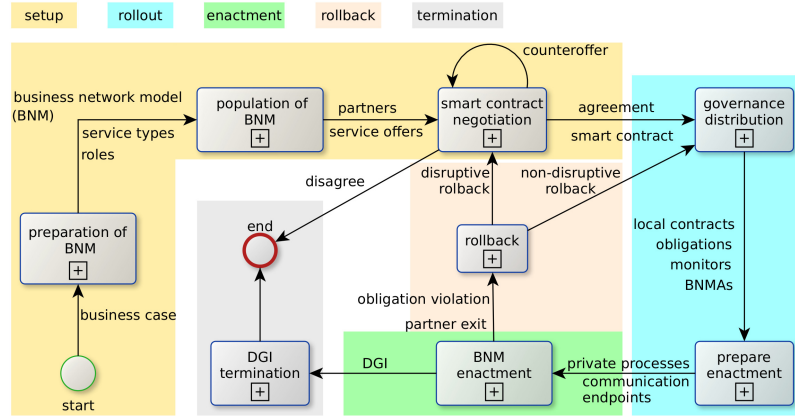 setup
rollout
enactment
rollback
termination
counteroffer
business network model
(BNM)
population of
BNM
partners
service offers
smart contract
negotiation
agreement
smart contract
governance
distribution
service types
roles
disagree
disruptive
rolback
non-disruptive
rolback
preparation of
BNM
end
rollback
local contracts
obligations
monitors
BNMAs
business case
obligation violation
partner exit
start
DGI
termination
DGI
BNM
enactment
private processes
communication
endpoints
prepare
enactment